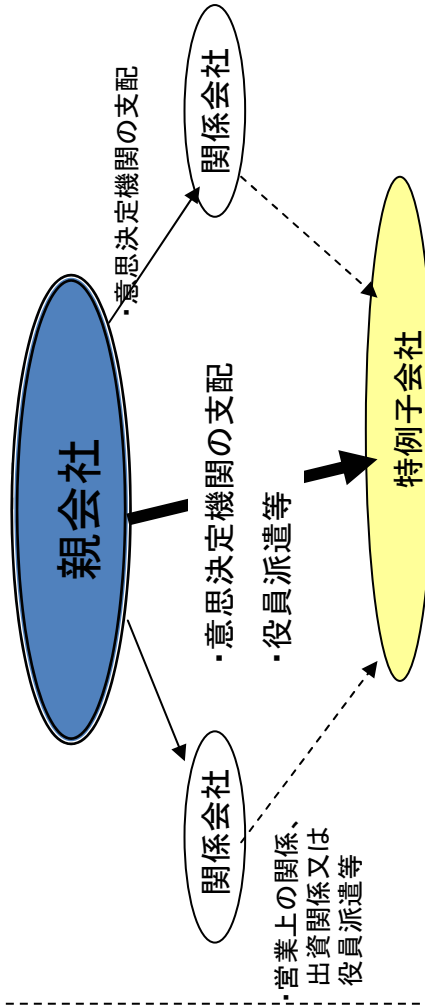 親会社
・意思決定機関の支配
関係会社
関係会社
・意思決定機関の支配
・役員派遣等
・営業上の関係、
出資関係又は
役員派遣等
特例子会社